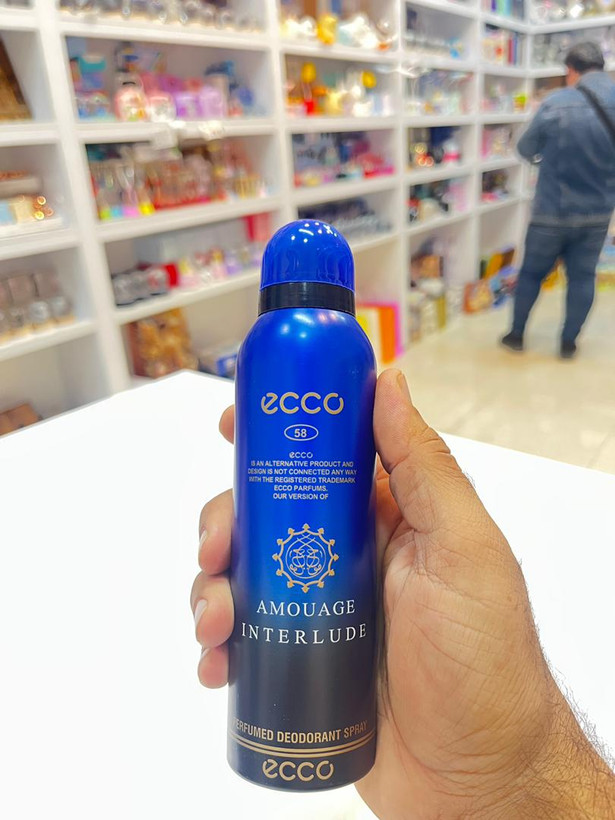 ecco
58
ecco
IS AN ALTERNATIVE PRODUCT AND
DESIGN IS NOT CONNECTED ANY WAY
WITH THE REGISTERED TRADEMARK
ECCO PARFUMS.
OUR VERSION OF
AMOUAGE
INTERLUDE
PERFUMED DEODORANT SPRAY
ecco